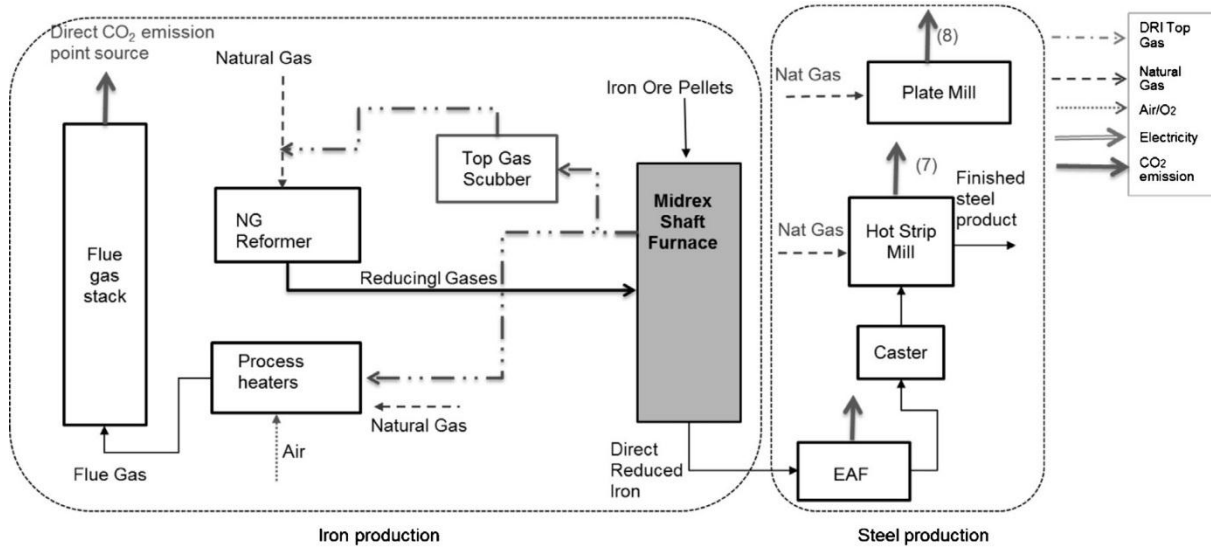 Direct CO₂ emission
point source
Natural Gas
Flue
gas
stack
NG
Reformer
Top Gas
Scubber
Iron Ore Pellets
Midrex
Shaft
Furnace
Reducingl Gases
Process
heaters
Natural Gas
Air
Flue Gas
Direct
Reduced
Iron
Iron production
(8)
Nat Gas
Plate Mill
(7)
Finished
steel
product
Nat Gas
Hot Strip
Mill
Caster
EAF
Steel production
DRI Top
Gas
Natural
Gas
Air/O₂
Electricity
CO₂
emission